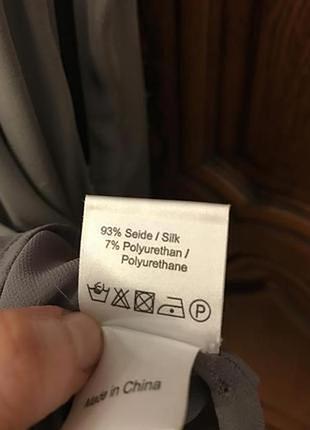 93% Seide / Silk
7% Polyurethan /
Polyurethane
P
Made in China